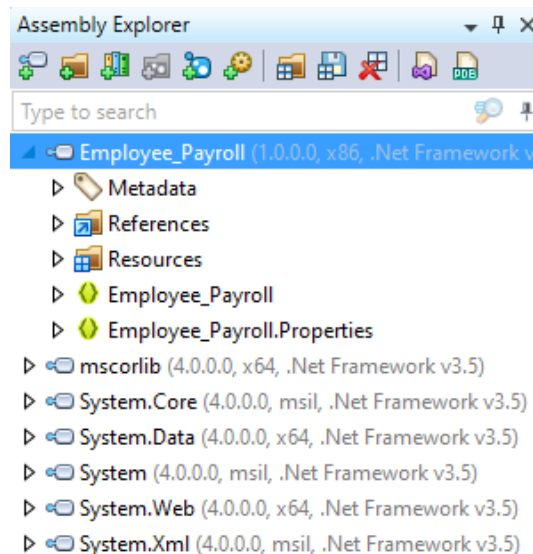 Assembly Explorer
PDB
Type to search
Employee_Payroll (1.0.0.0, x86, .Net Framework v
Metadata
References
Resources
Employee_Payroll
Employee_Payroll.Properties
mscorlib (4.0.0.0, x64, .Net Framework v3.5)
System.Core (4.0.0.0, msil, .Net Framework v3.5)
System.Data (4.0.0.0, x64, .Net Framework v3.5)
System (4.0.0.0, msil, .Net Framework v3.5)
System.Web (4.0.0.0, x64, .Net Framework v3.5)
System.Xml (4.0.0.0, msil, .Net Framework v3.5)